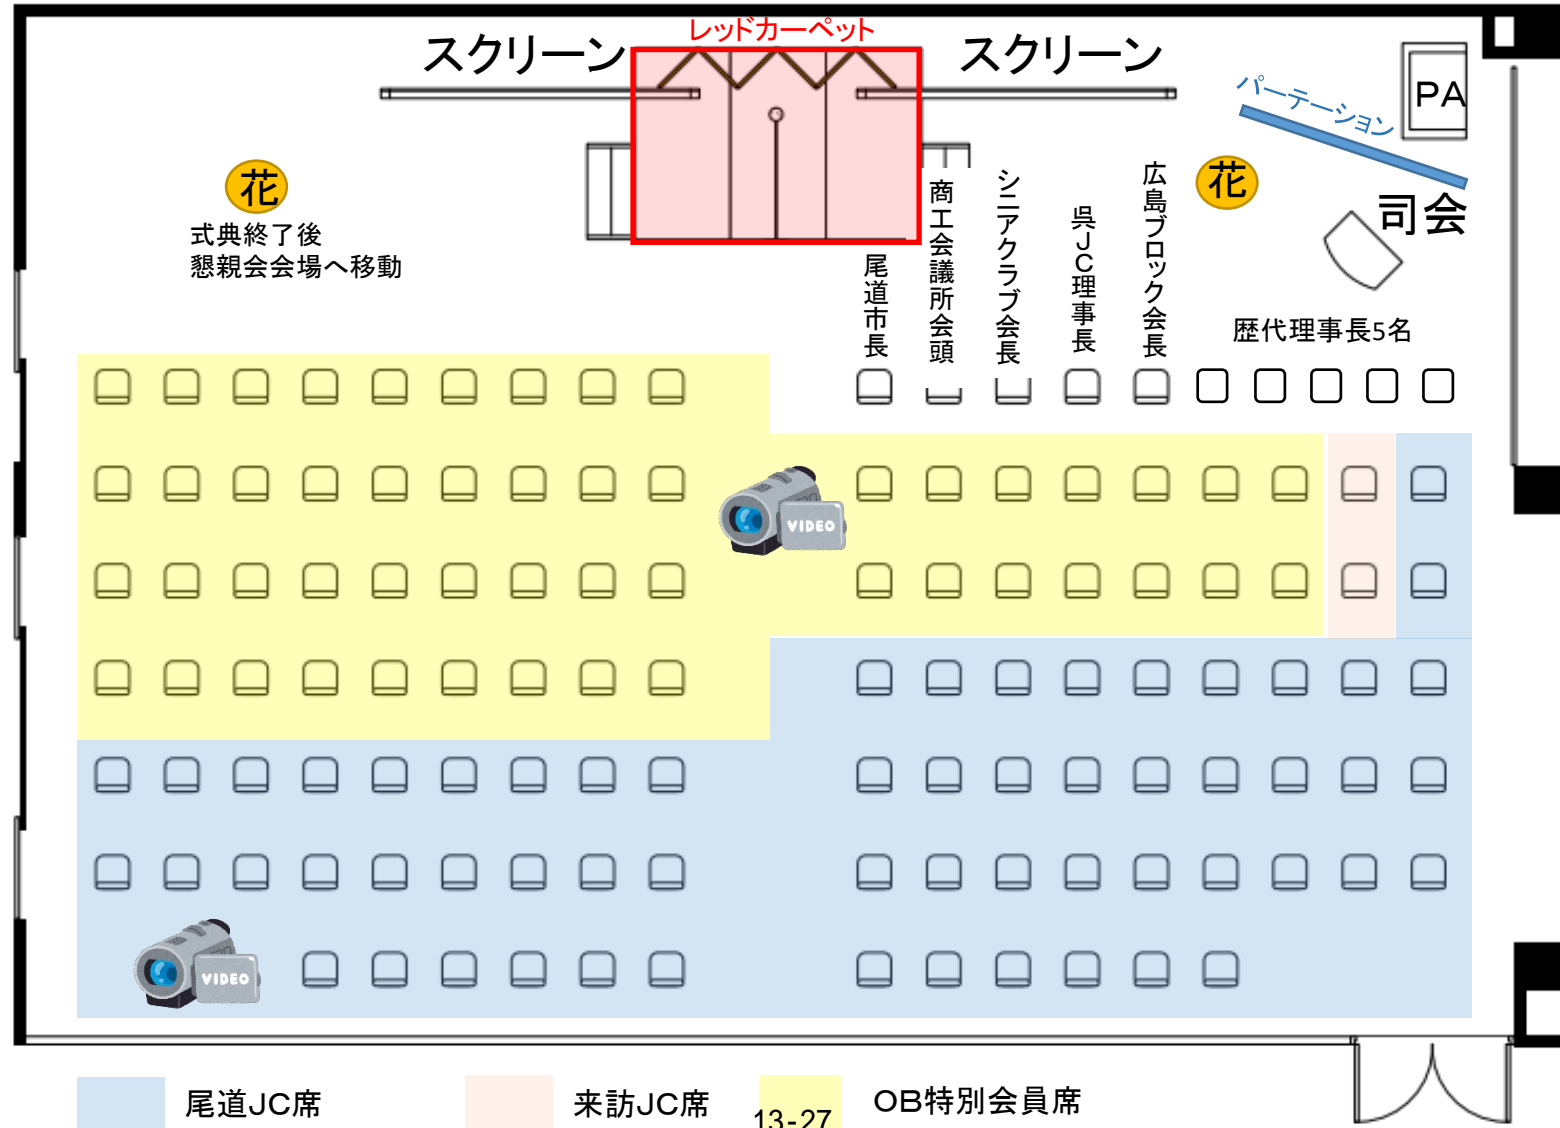 レッドカーペット
スクリーン
スクリーン
パーテーション
PA
花
式典終了後
懇親会会場へ移動
花
司会
尾道市長
商工会議所会頭
シニアクラブ会長
呉JC理事長
広島ブロック会長
歴代理事長5名
VIDEO
VIDEO
尾道JC席
来訪JC席
OB特別会員席
13-27